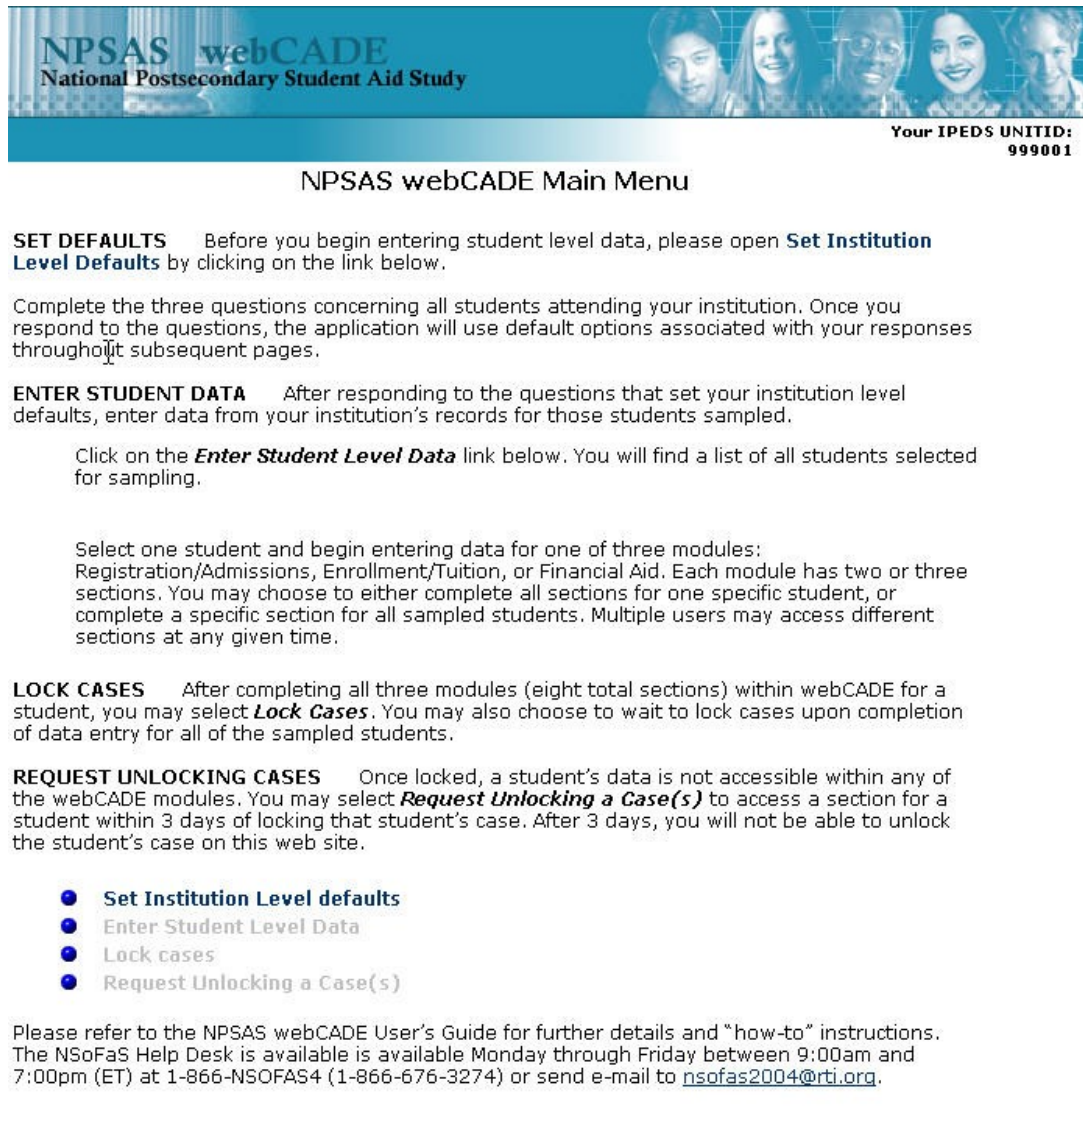 NPSAS webCADE
National Postsecondary Student Aid Study
Your IPEDS UNITID:
999001
NPSAS webCADE Main Menu
SET DEFAULTS Before you begin entering student level data, please open Set Institution
Level Defaults by clicking on the link below.
Complete the three questions concerning all students attending your institution. Once you
respond to the questions, the application will use default options associated with your responses
throughout subsequent pages.
ENTER STUDENT DATA After responding to the questions that set your institution level
defaults, enter data from your institution's records for those students sampled.
Click on the Enter Student Level Data link below. You will find a list of all students selected
for sampling.
Select one student and begin entering data for one of three modules:
Registration/Admissions, Enrollment/Tuition, or Financial Aid. Each module has two or three
sections. You may choose to either complete all sections for one specific student, or
complete a specific section for all sampled students. Multiple users may access different
sections at any given time.
LOCK CASES After completing all three modules (eight total sections) within webCADE for a
student, you may select Lock Cases. You may also choose to wait to lock cases upon completion
of data entry for all of the sampled students.
REQUEST UNLOCKING CASES Once locked, a student's data is not accessible within any of
the webCADE modules. You may select Request Unlocking a Case(s) to access a section for a
student within 3 days of locking that student's case. After 3 days, you will not be able to unlock
the student's case on this web site.
Set Institution Level defaults
Enter Student Level Data
Lock cases
Request Unlocking a Case(s)
Please refer to the NPSAS webCADE User's Guide for further details and "how-to" instructions.
The NSoFaS Help Desk is available is available Monday through Friday between 9:00am and
7:00pm (ET) at 1-866-NSOFAS4 (1-866-676-3274) or send e-mail to nsofas2004@rti.org.